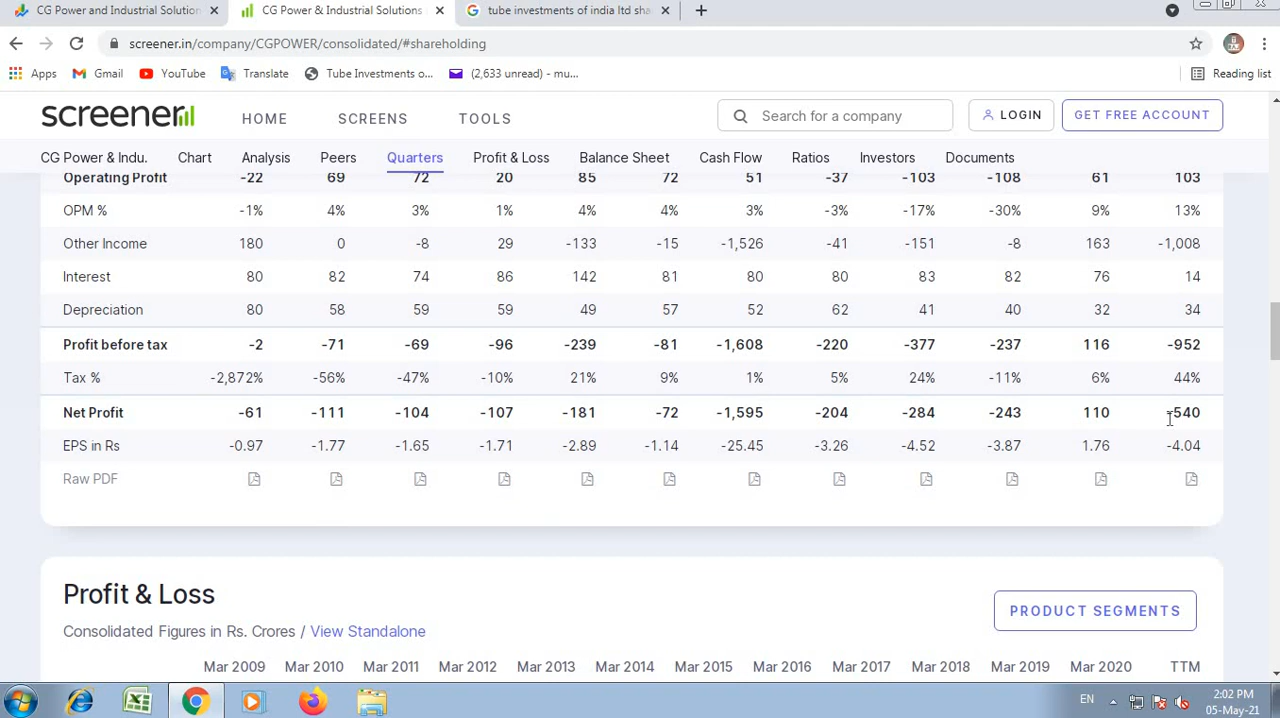 CG Power and Industrial Solution
CG Power & Industrial Solutions
tube investments of india ltd sha
screener.in/company/CGPOWER/consolidated/#shareholding
Apps Gmail YouTube Translate Tube Investments o... (2,633 unread) - mu... Reading list
screener HOME SCREENS TOOLS Search for a company LOGIN GET FREE ACCOUNT
CG Power & Indu. Chart Analysis Peers Quarters Profit & Loss Balance Sheet Cash Flow Ratios Investors Documents
Operating Profit -22 69 72 20 85 72 51 -37 -103 -108 61 103
OPM % -1% 4% 3% 1% 4% 4% 3% -3% -17% -30% 9% 13%
Other Income 180 0 -8 29 -133 -15 -1,526 -41 -151 -8 163 -1,008
Interest 80 82 74 86 142 81 80 80 83 82 76 14
Depreciation 80 58 59 59 49 57 52 62 41 40 32 34
Profit before tax -2 -71 -69 -96 -239 -81 -1,608 -220 -377 -237 116 -952
Tax % -2,872% -56% -47% -10% 21% 9% 1% 5% 24% -11% 6% 44%
Net Profit -61 -111 -104 -107 -181 -72 -1,595 -204 -284 -243 110 -540
EPS in Rs -0.97 -1.77 -1.65 -1.71 -2.89 -1.14 -25.45 -3.26 -4.52 -3.87 1.76 -4.04
Raw PDF
Profit & Loss
PRODUCT SEGMENTS
Consolidated Figures in Rs. Crores / View Standalone
Mar 2009 Mar 2010 Mar 2011 Mar 2012 Mar 2013 Mar 2014 Mar 2015 Mar 2016 Mar 2017 Mar 2018 Mar 2019 Mar 2020 TTM
EN 2:02 PM
05-May-21